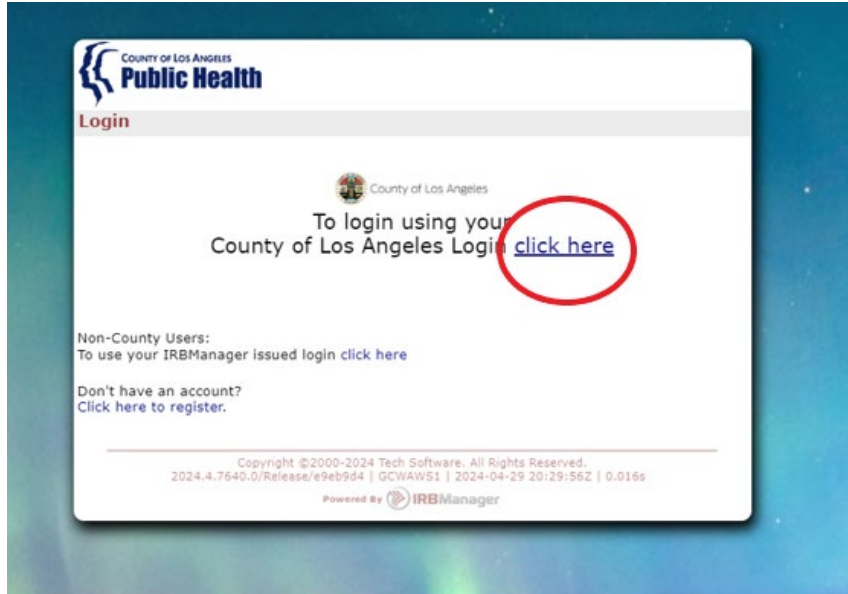 County of Los Angeles
Public Health
Login
County of Los Angeles
To login using your
County of Los Angeles Login click here
Non-County Users:
To use your IRBManager issued login click here
Don't have an account?
Click here to register.
Copyright ©2000-2024 Tech Software. All Rights Reserved.
2024.4.7640.0/Release/e9eb9d4 | GCWAWS1 | 2024-04-29 20:29:56Z | 0.016s
Powered By IRBManager